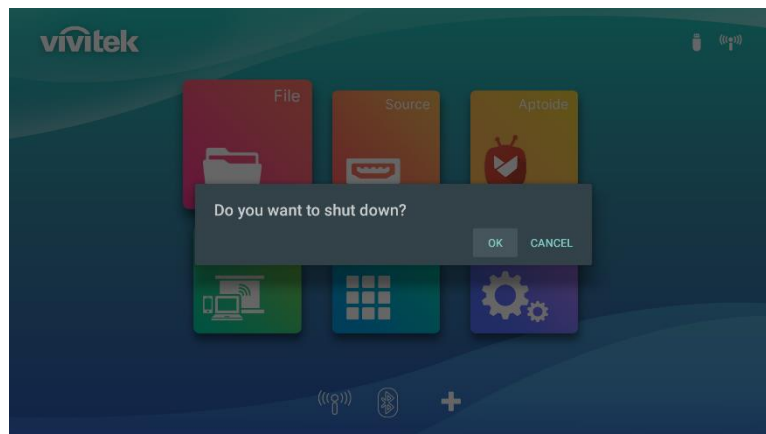 vivitek
File
Source
Aptoide
Do you want to shut down?
OK CANCEL